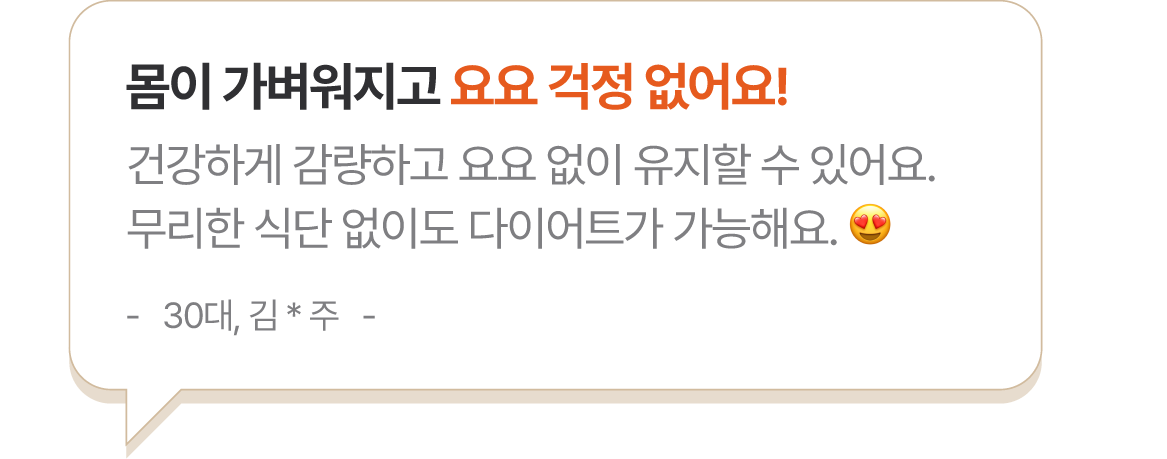 몸이 가벼워지고 요요 걱정 없어요!
건강하게 감량하고 요요 없이 유지할 수 있어요.
무리한 식단 없이도 다이어트가 가능해요. 😍
- 30대, 김 * 주 -